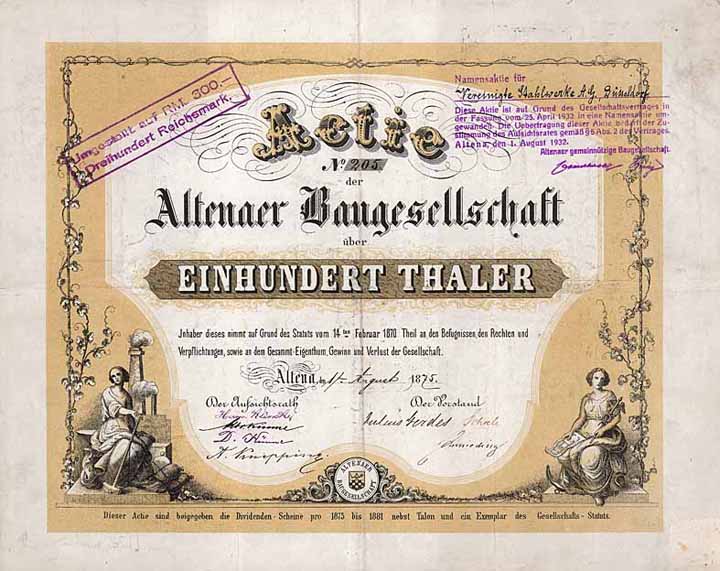 Umgestellt auf RM. 300.—
Dreihundert Reichsmark.
Namensaktie für
Vereinigte Stahlwerke A.G. Düsseldorf
Diese Aktie ist auf Grund des Gesellschaftsvertrages in
der Fassung vom 25. April 1932 in eine Namensaktie um-
gewandelt. Die Uebertragung dieser Aktie bedarf der Zu-
stimmung des Aufsichtsrates gemäß § 6 Abs. 2 des Vertrages.
Altena, den 1. August 1932.
Altenaer gemeinnützige Baugesellschaft.
Actie
No 205.
der
Altenaer Baugesellschaft
über
EINHUNDERT THALER
Inhaber dieses nimmt auf Grund des Statuts vom 14ten Februar 1870 Theil an den Befugnissen, den Rechten und
Verpflichtungen, sowie an dem Gesammt-Eigenthum, Gewinn und Verlust der Gesellschaft.
Altena, August 1875.
Der Aufsichtsrath
Der Vorstand
Julius Gerdes
D. Kümme
A. Knipping
ALTENAER
BAUGESELLSCHAFT
Dieser Actie sind beigegeben die Dividenden-Scheine pro 1875 bis 1881 nebst Talon und ein Exemplar des Gesellschafts-Statuts.